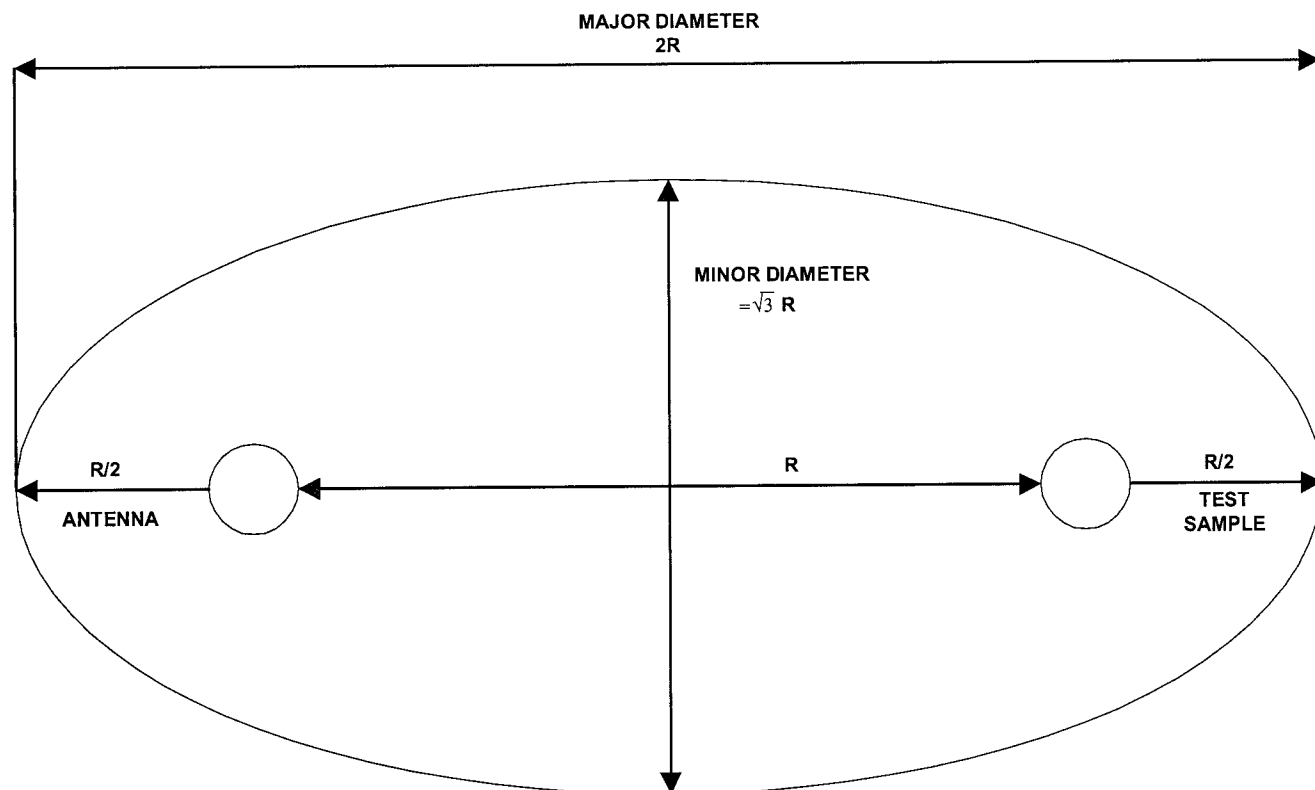 MAJOR DIAMETER
2R
MINOR DIAMETER
=√3 R
R/2
ANTENNA
R
R/2
TEST
SAMPLE